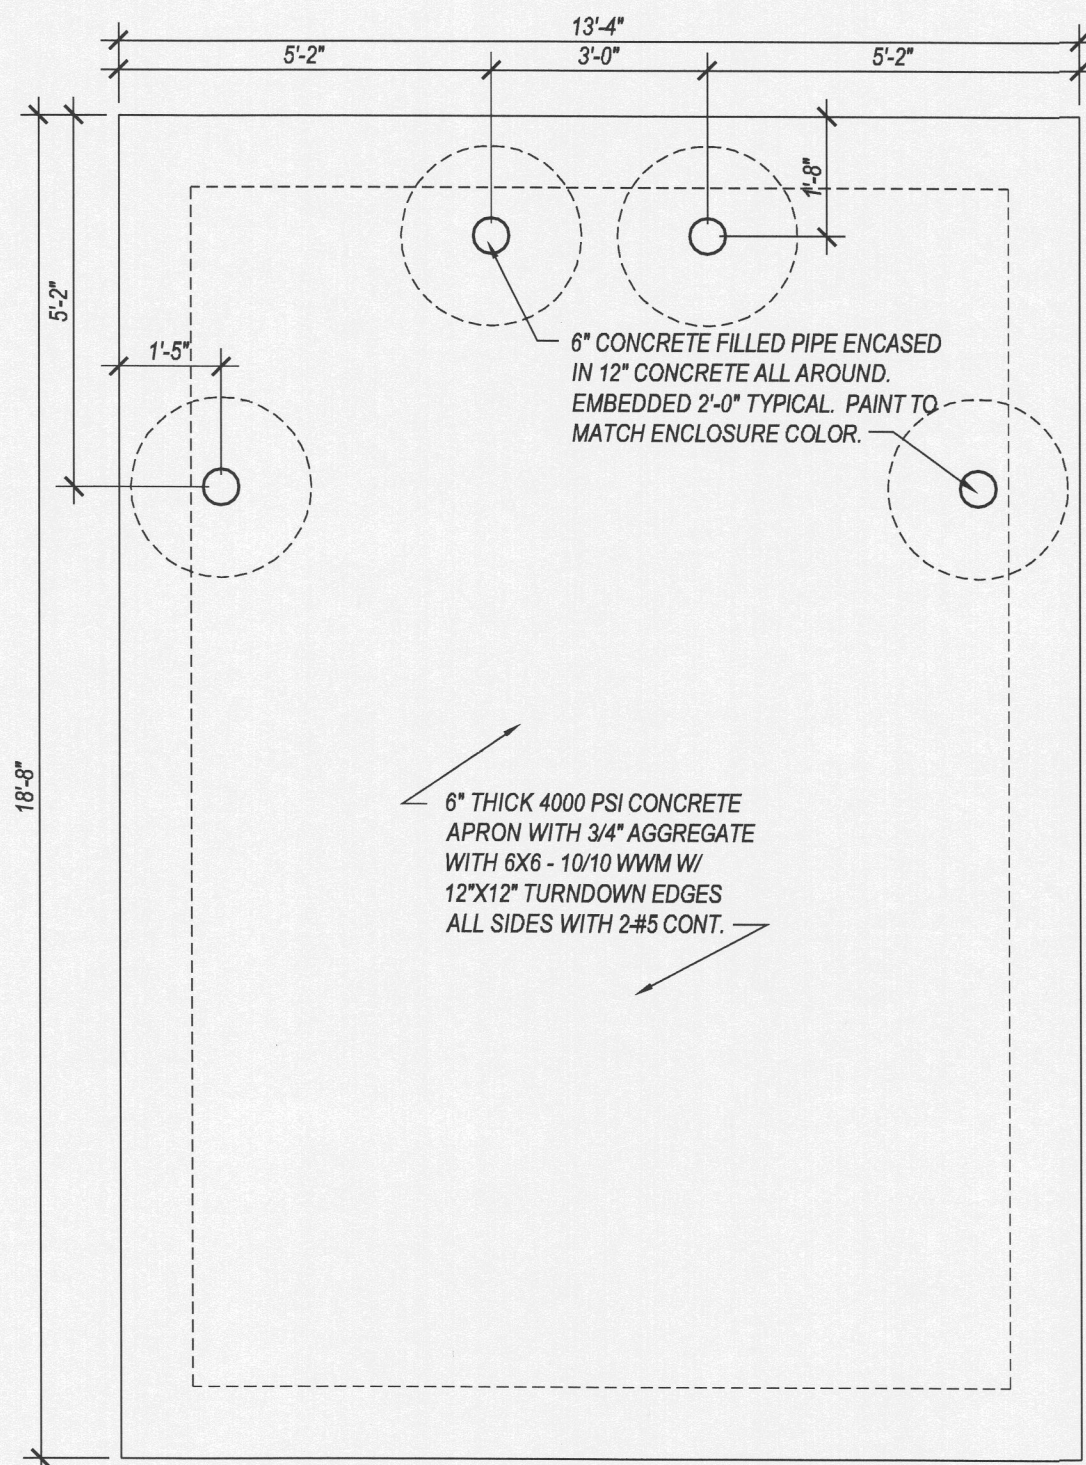 13'-4"
5'-2"
3'-0"
5'-2"
1'-8"
5'-2"
1'-5"
6" CONCRETE FILLED PIPE ENCASED
IN 12" CONCRETE ALL AROUND.
EMBEDDED 2'-0" TYPICAL. PAINT TO
MATCH ENCLOSURE COLOR.
18'-8"
6" THICK 4000 PSI CONCRETE
APRON WITH 3/4" AGGREGATE
WITH 6X6 - 10/10 WWM W/
12"X12" TURNDOWN EDGES
ALL SIDES WITH 2-#5 CONT.